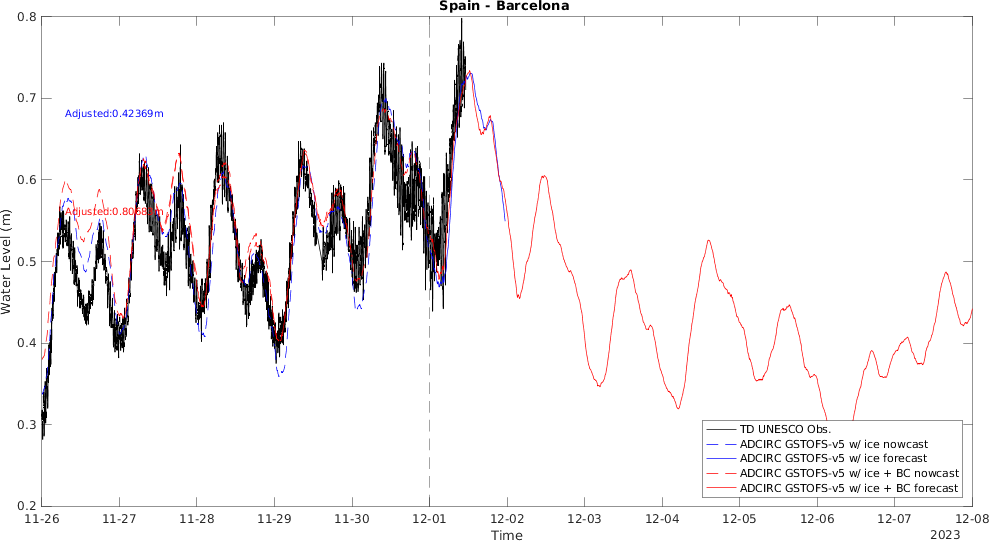 Spain - Barcelona
0.8
0.7
0.6
0.5
0.4
0.3
0.2
Water Level (m)
Adjusted:0.42369m
TD UNESCO Obs.
ADCIRC GSTOFS-v5 w/ ice nowcast
ADCIRC GSTOFS-v5 w/ ice forecast
ADCIRC GSTOFS-v5 w/ ice + BC nowcast
ADCIRC GSTOFS-v5 w/ ice + BC forecast
11-26 11-27 11-28 11-29 11-30 12-01 12-02 12-03 12-04 12-05 12-06 12-07 12-08
Time
2023